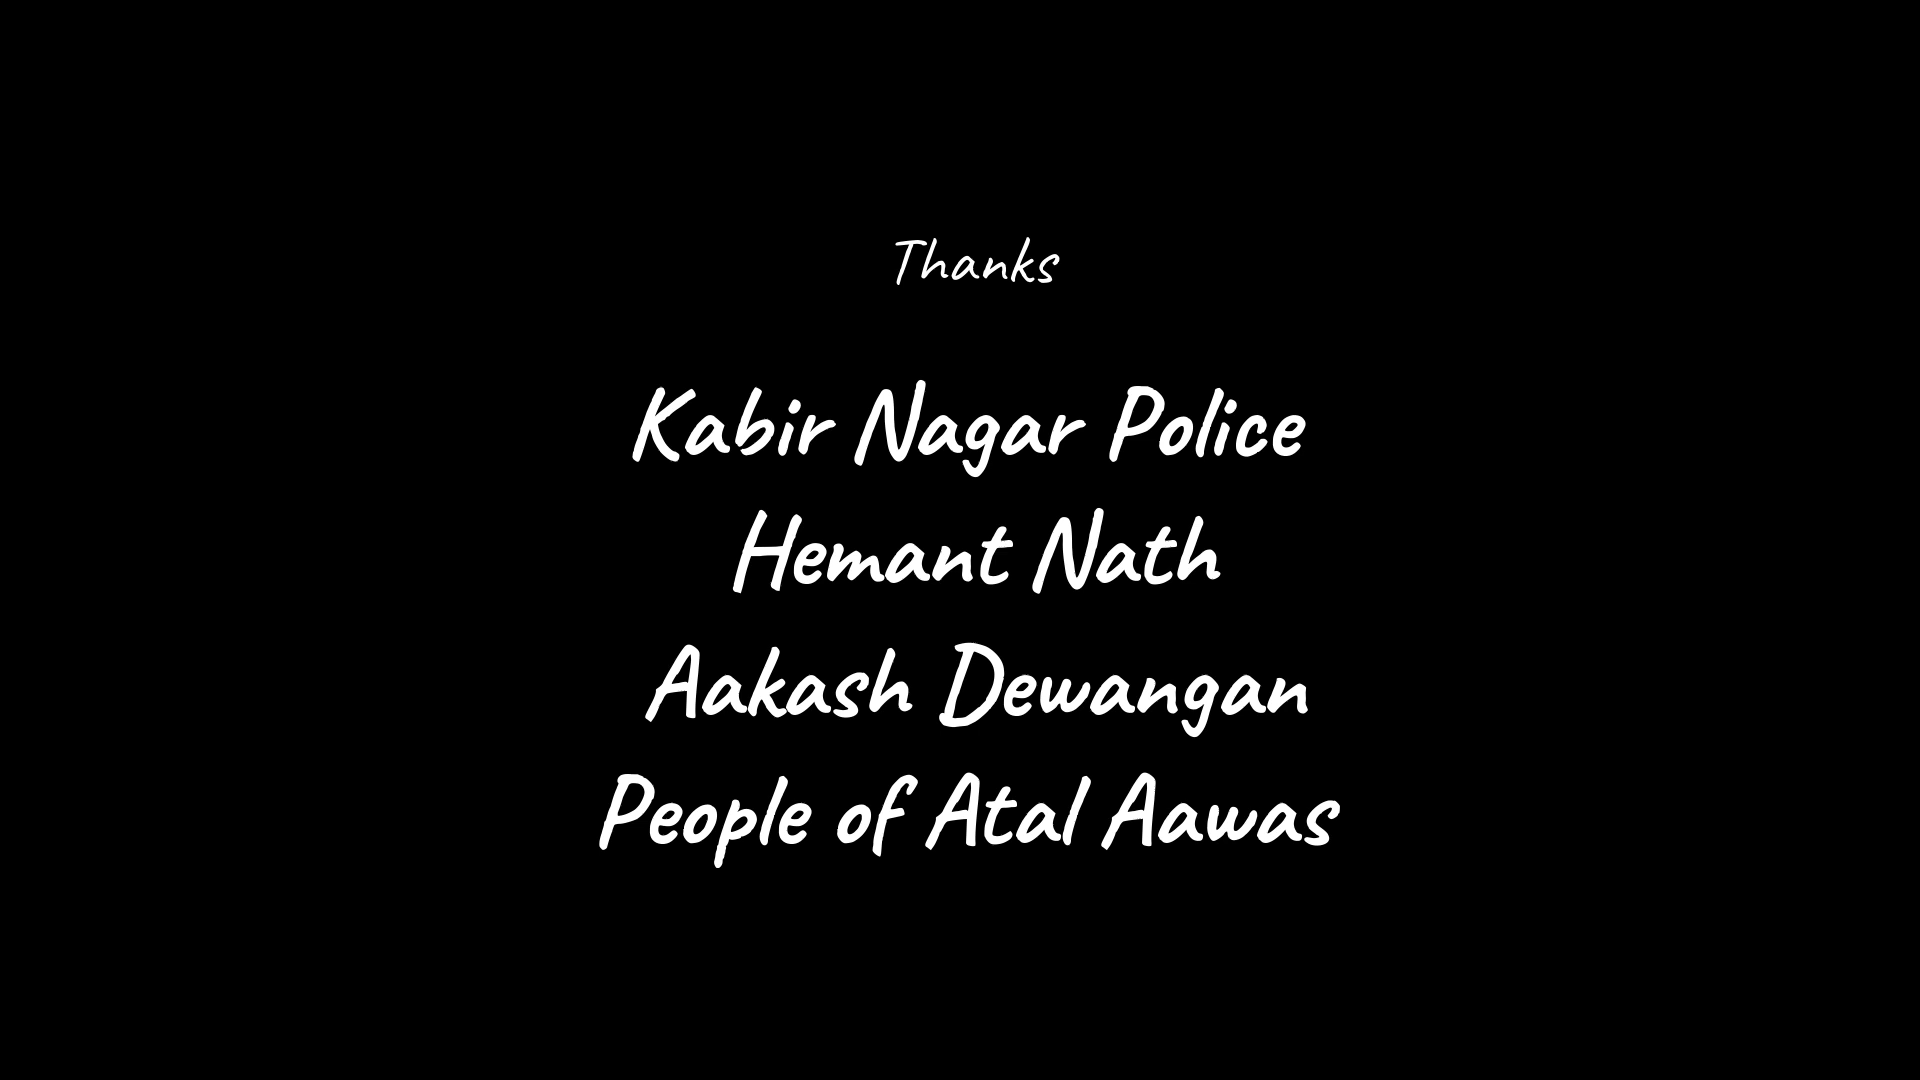 Thanks
Kabir Nagar Police
Hemant Nath
Aakash Dewangan
People of Atal Aawas